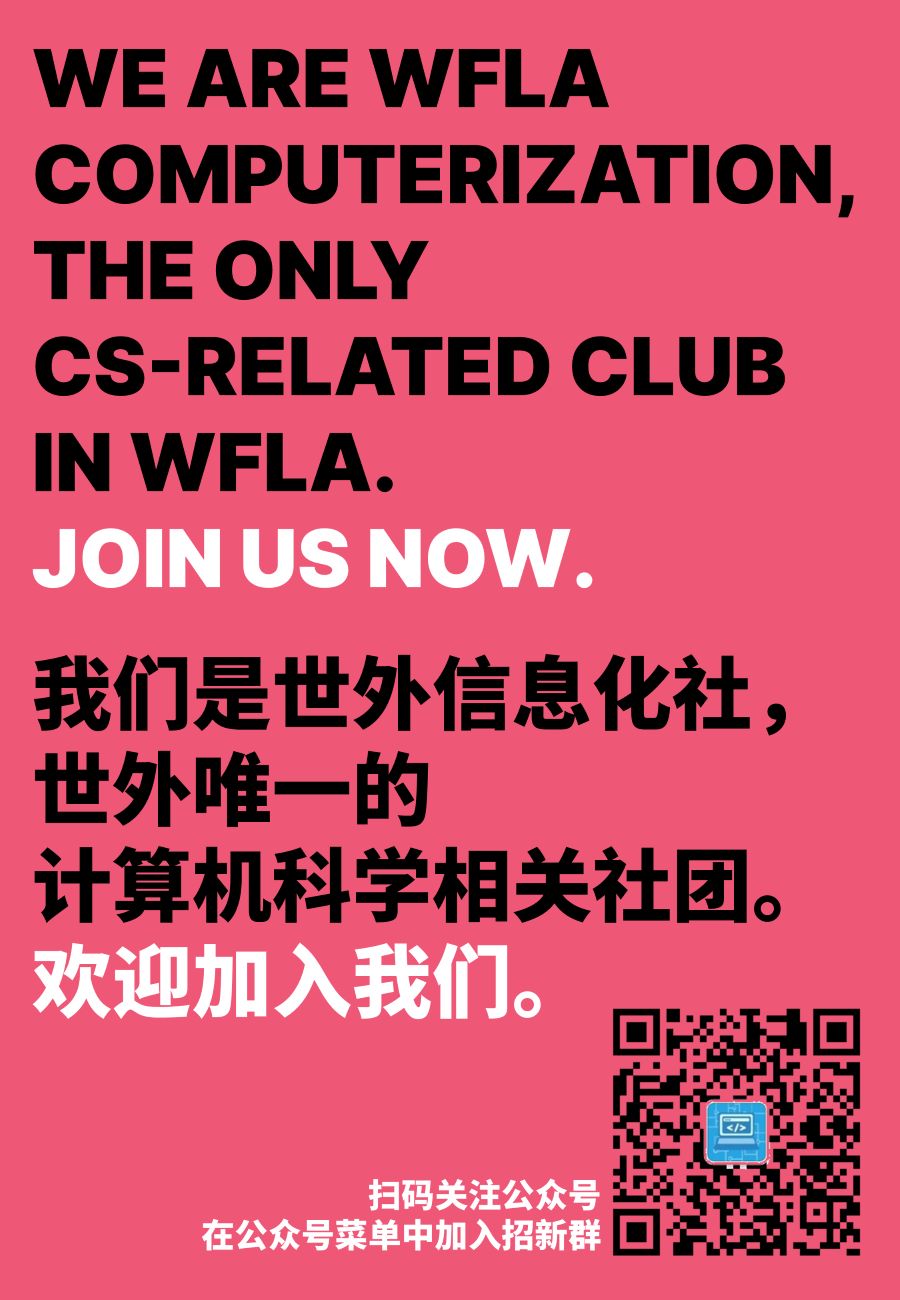 WE ARE WFLA
COMPUTERIZATION,
THE ONLY
CS-RELATED CLUB
IN WFLA.
JOIN US NOW.
我们是世外信息化社，
世外唯一的
计算机科学相关社团。
欢迎加入我们。
</>
扫码关注公众号
在公众号菜单中加入招新群